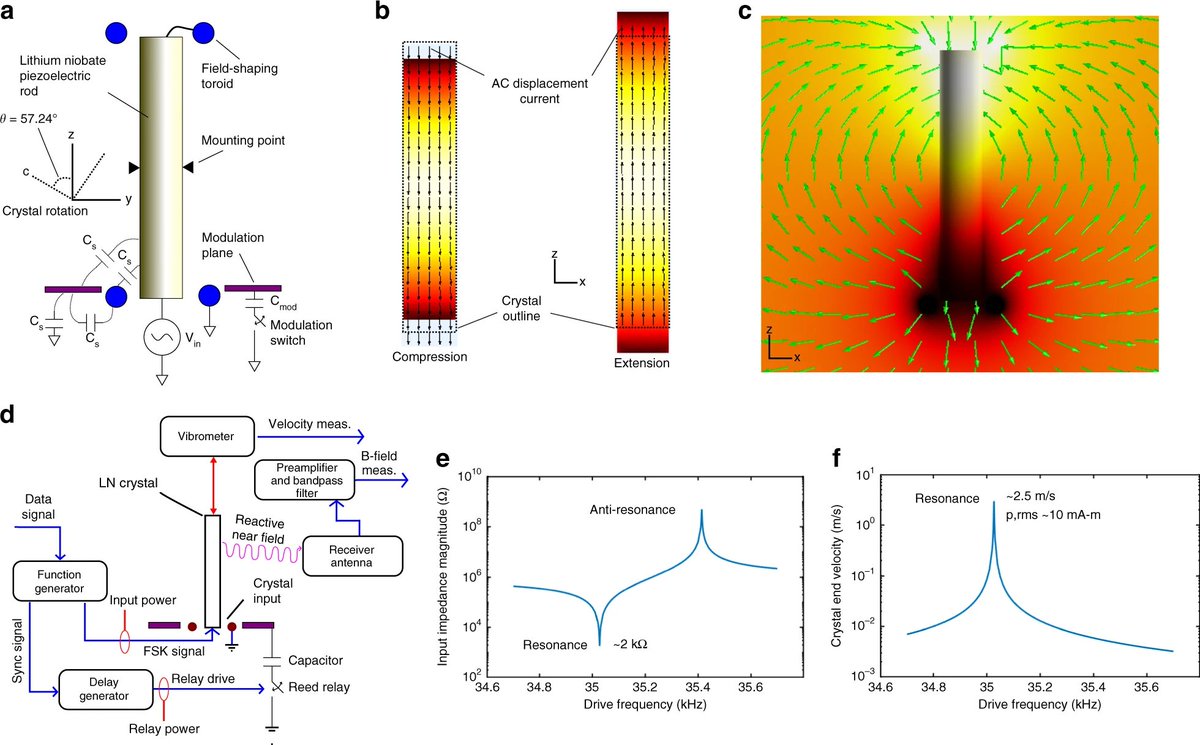 a
Lithium niobate
piezoelectric
rod
Field-shaping
toroid
θ = 57.24°
z
c
y
Crystal rotation
Mounting point
Modulation
plane
Cs
Cs
Cs
Cs
Cmod
Modulation
switch
Vin
b
AC displacement
current
z
x
Crystal
outline
Compression
Extension
c
z
x
d
Vibrometer
Velocity meas.
Preamplifier
and bandpass
filter
B-field
meas.
LN crystal
Data
signal
Reactive
near field
Receiver
antenna
Function
generator
Input power
Crystal
input
FSK signal
Sync signal
Capacitor
Delay
generator
Relay drive
Reed relay
Relay power
e
Input impedance magnitude (Ω)
10^10
10^8
10^6
10^4
10^2
Anti-resonance
Resonance
~2 kΩ
34.6 34.8 35 35.2 35.4 35.6
Drive frequency (kHz)
f
Crystal end velocity (m/s)
10^1
10^0
10^−1
10^−2
10^−3
Resonance
~2.5 m/s
p,rms ~10 mA-m
34.6 34.8 35 35.2 35.4 35.6
Drive frequency (kHz)